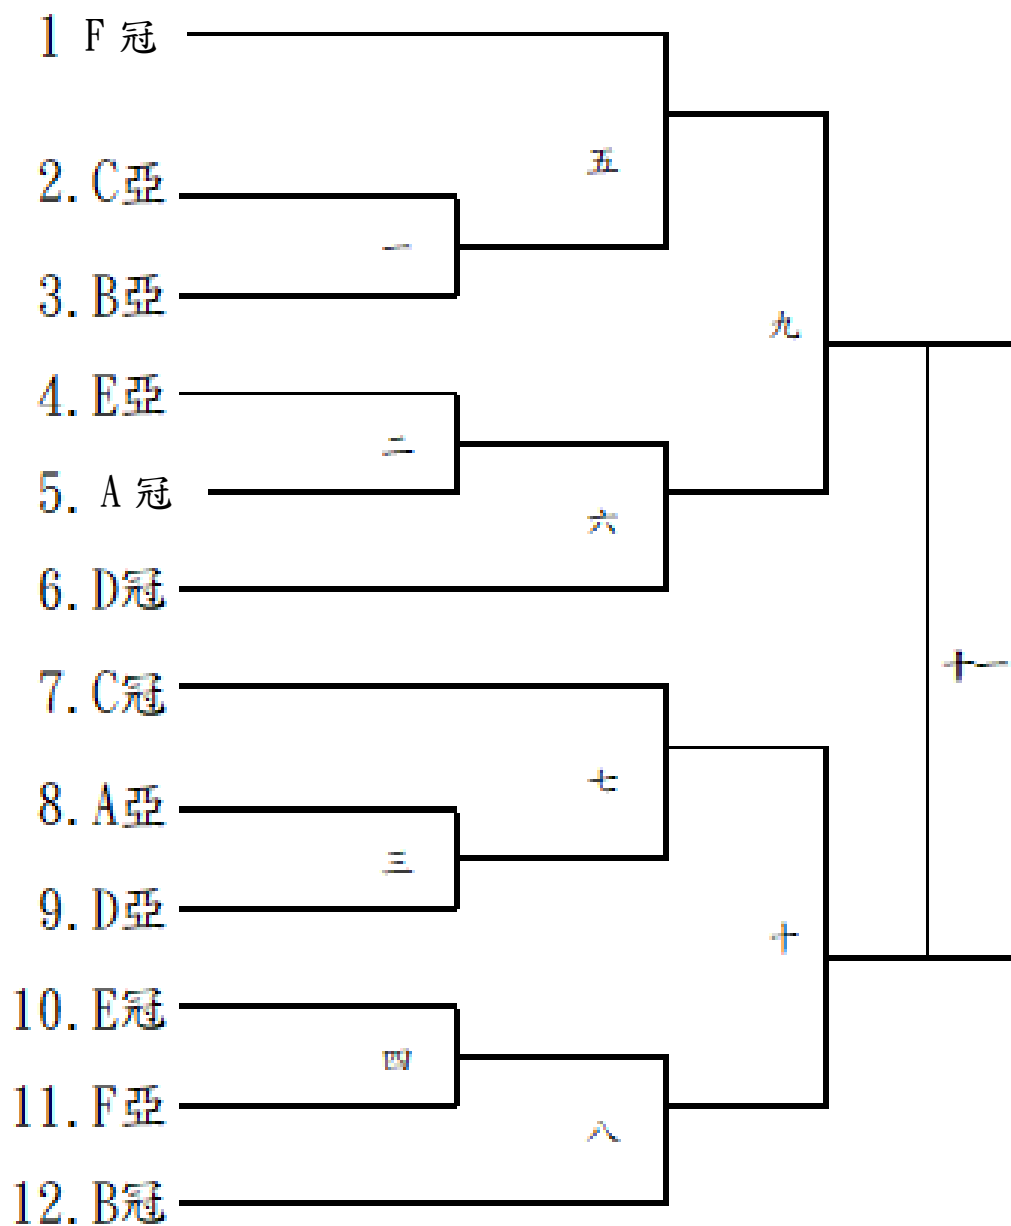 1 F冠
五
2.C亞
一
3.B亞
九
4.E亞
二
5. A冠
六
6.D冠
十一
7.C冠
七
8.A亞
三
9.D亞
十
10.E冠
四
11.F亞
八
12.B冠